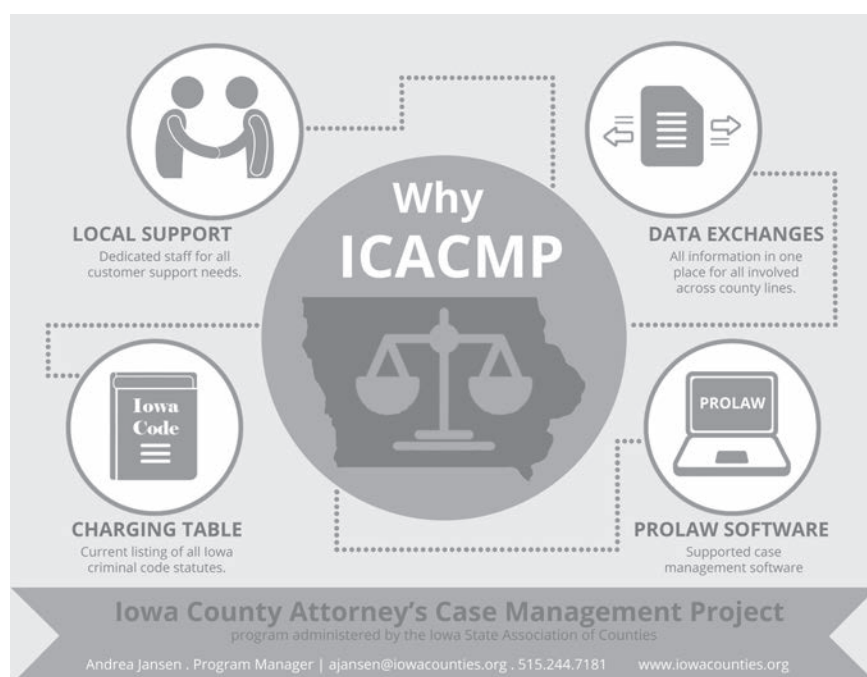 Why
ICACMP
LOCAL SUPPORT
Dedicated staff for all
customer support needs.
DATA EXCHANGES
All information in one
place for all involved
across county lines.
Iowa
Code
CHARGING TABLE
Current listing of all Iowa
criminal code statutes.
PROLAW
PROLAW SOFTWARE
Supported case
management software
Iowa County Attorney's Case Management Project
program administered by the Iowa State Association of Counties
Andrea Jansen . Program Manager | ajansen@iowacounties.org . 515.244.7181 www.iowacounties.org